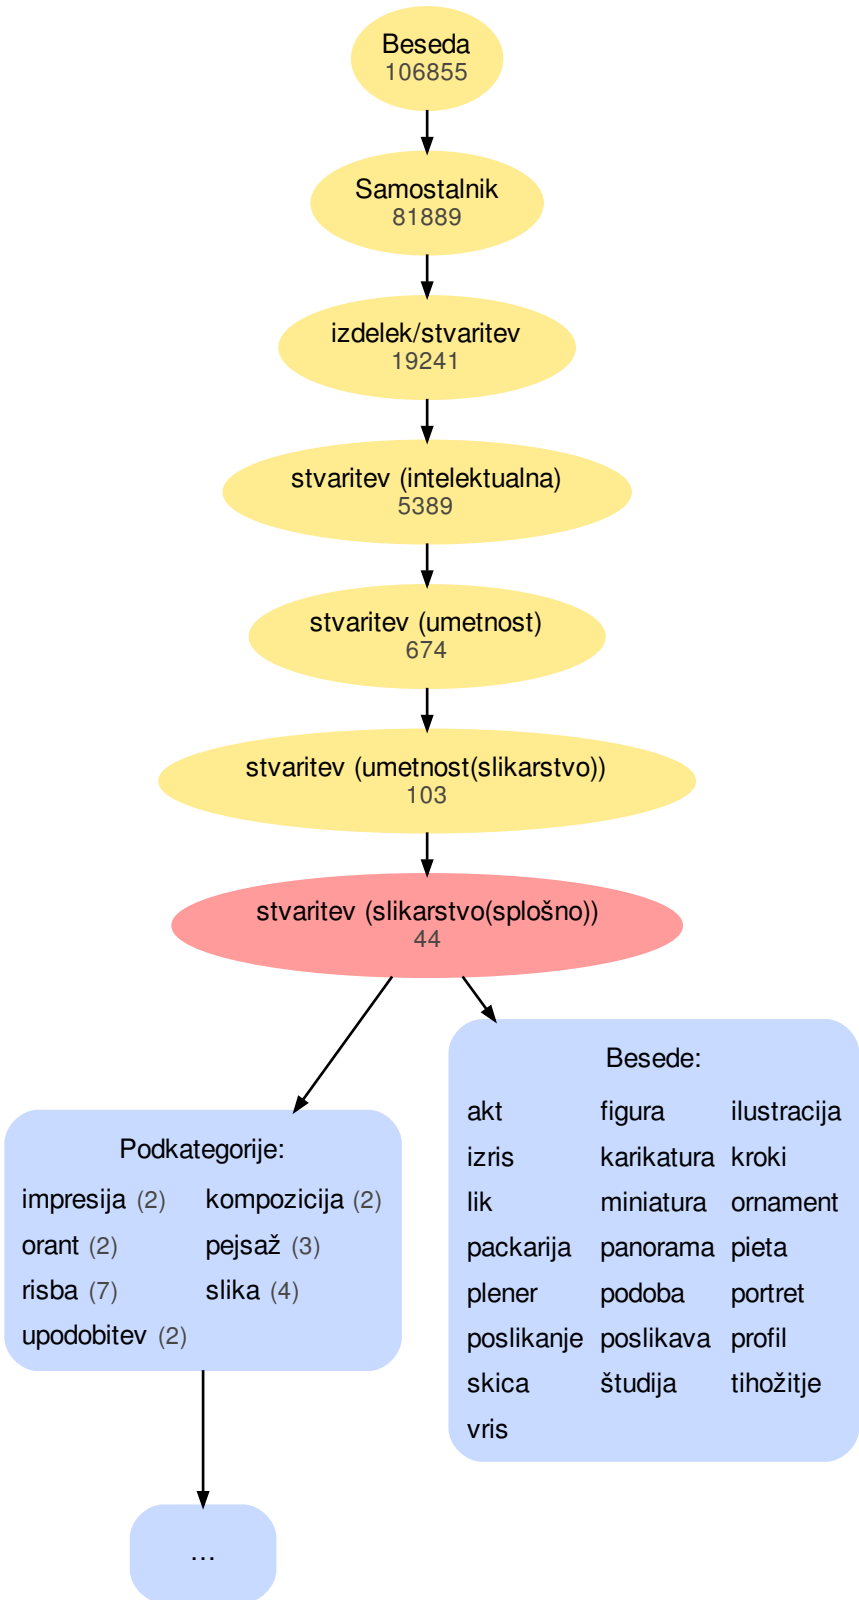 Beseda
106855
Samostalnik
81889
izdelek/stvaritev
19241
stvaritev (intelektualna)
5389
stvaritev (umetnost)
674
stvaritev (umetnost(slikarstvo))
103
stvaritev (slikarstvo(splošno))
44
Podkategorije:
impresija (2) kompozicija (2)
orant (2) pejsaž (3)
risba (7) slika (4)
upodobitev (2)
...
Besede:
akt figura ilustracija
izris karikatura kroki
lik miniatura ornament
packarija panorama pieta
plener podoba portret
poslikanje poslikava profil
skica študija tihožitje
vris